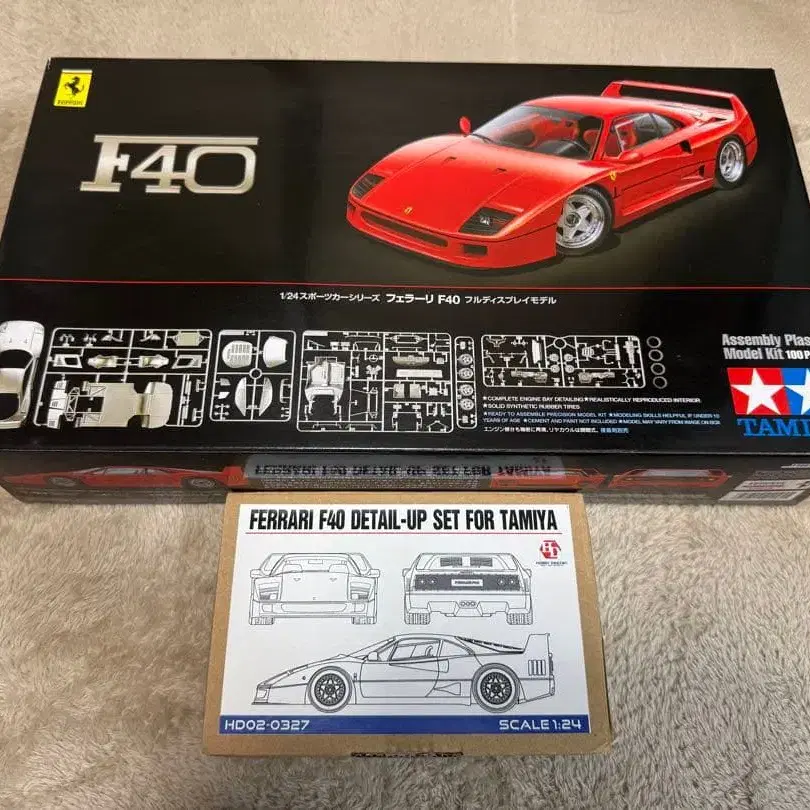 Ferrari
F40
1/24スポーツカーシリーズ フェラーリ F40 フルディスプレイモデル
Assembly Plas
Model Kit 100
★COMPLETE ENGINE BAY DETAILING ★REALISTICALLY REPRODUCED INTERIOR
★SOLID SYNTHETIC RUBBER TIRES
★READY TO ASSEMBLE PRECISION MODEL KIT ★MODELING SKILLS HELPFUL IF UNDER 10
YEARS OF AGE ★CEMENT AND PAINT NOT INCLUDED ★MODEL MAY VARY FROM IMAGE ON BOX
TAMI
FERRARI F40 DETAIL-UP SET FOR TAMIYA
HD
HD02-0327
SCALE 1:24